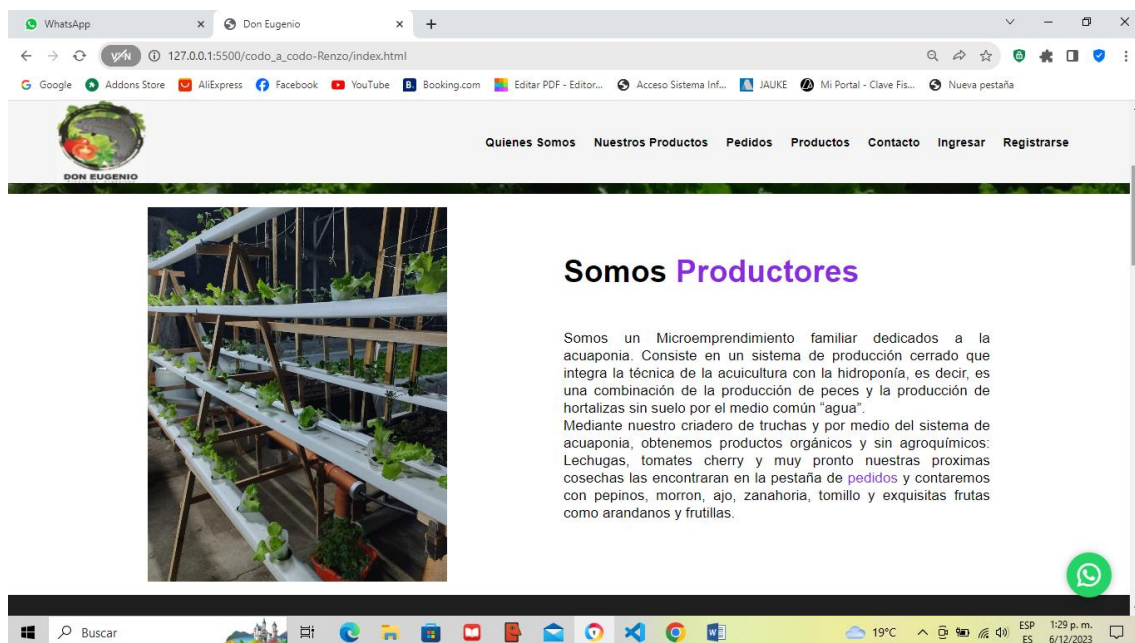 WhatsApp
Don Eugenio
127.0.0.1:5500/codo_a_codo-Renzo/index.html
Google
Addons Store
AliExpress
Facebook
YouTube
Booking.com
Editar PDF - Editor...
Acceso Sistema Inf...
JAUKE
Mi Portal - Clave Fis...
Nueva pestaña
DON EUGENIO
Quienes Somos
Nuestros Productos
Pedidos
Productos
Contacto
Ingresar
Registrarse
Somos Productores
Somos un Microemprendimiento familiar dedicados a la
acuaponia. Consiste en un sistema de producción cerrado que
integra la técnica de la acuicultura con la hidroponía, es decir, es
una combinación de la producción de peces y la producción de
hortalizas sin suelo por el medio común “agua”.
Mediante nuestro criadero de truchas y por medio del sistema de
acuaponia, obtenemos productos orgánicos y sin agroquímicos:
Lechugas, tomates cherry y muy pronto nuestras proximas
cosechas las encontraran en la pestaña de pedidos y contaremos
con pepinos, morron, ajo, zanahoria, tomillo y exquisitas frutas
como arandanos y frutillas.
Buscar
19°C
ESP
ES
1:29 p. m.
6/12/2023